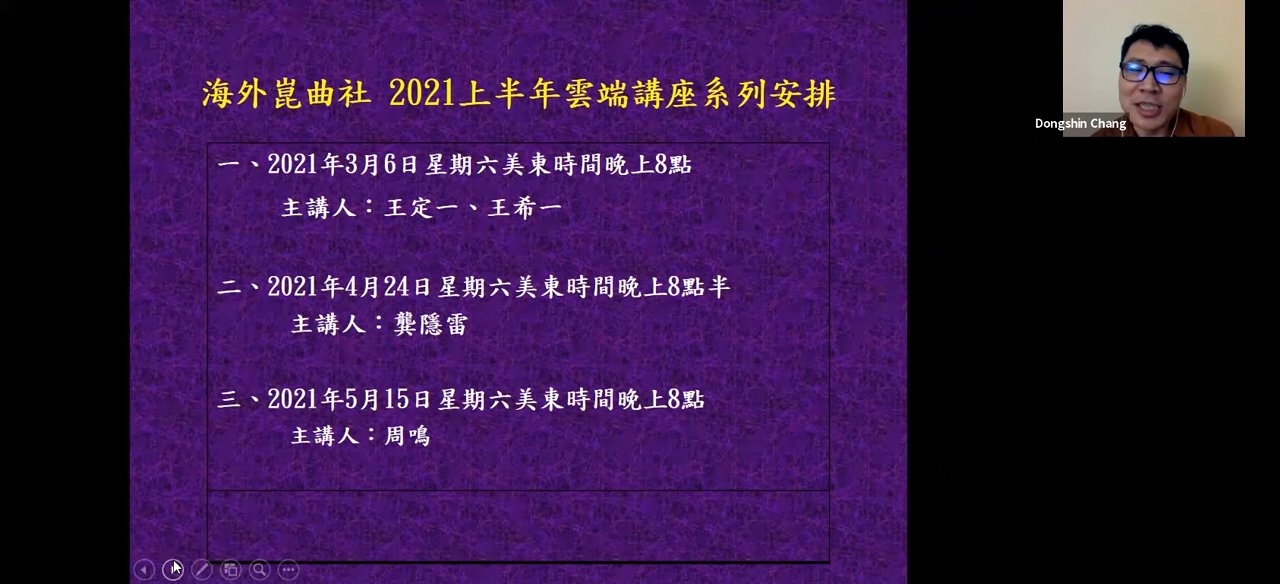 海外崑曲社 2021上半年雲端講座系列安排
一、2021年3月6日星期六美東時間晚上8點
主講人：王定一、王希一
二、2021年4月24日星期六美東時間晚上8點半
主講人：龔隱雷
三、2021年5月15日星期六美東時間晚上8點
主講人：周鳴
Dongshin Chang